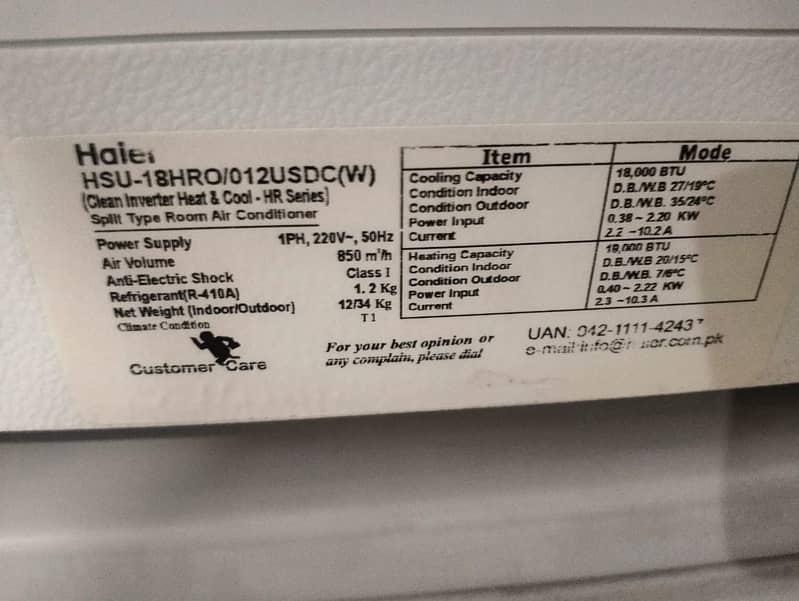 Haier
HSU-18HRO/012USDC(W)
(Clean Inverter Heat & Cool - HR Series)
Split Type Room Air Conditioner
Power Supply 1PH, 220V~, 50Hz
Air Volume 850 m³/h
Anti-Electric Shock Class I
Refrigerant(R-410A) 1. 2 Kg
Net Weight (Indoor/Outdoor) 12/34 Kg
Climate Condition T1
Customer Care
Item Mode
Cooling Capacity 18,000 BTU
Condition Indoor D.B./W.B 27/19°C
Condition Outdoor D.B./W.B. 35/24°C
Power Input 0.38~ 2.20 KW
Current 2.2 ~10.2 A
Heating Capacity 18,000 BTU
Condition Indoor D.B./W.B 20/15°C
Condition Outdoor D.B./W.B. 7/6°C
Power Input 0.40 ~ 2.22 KW
Current 2.3 ~10.3 A
For your best opinion or
any complain, please dial
UAN: 042-1111-4243
e-mail:info@